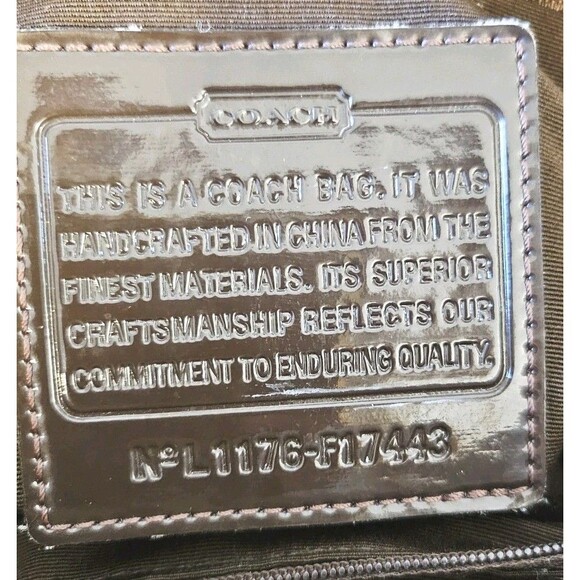 COACH
THIS IS A COACH BAG. IT WAS
HANDCRAFTED IN CHINA FROM THE
FINEST MATERIALS. ITS SUPERIOR
CRAFTSMANSHIP REFLECTS OUR
COMMITMENT TO ENDURING QUALITY.
Nº L1176-F17443